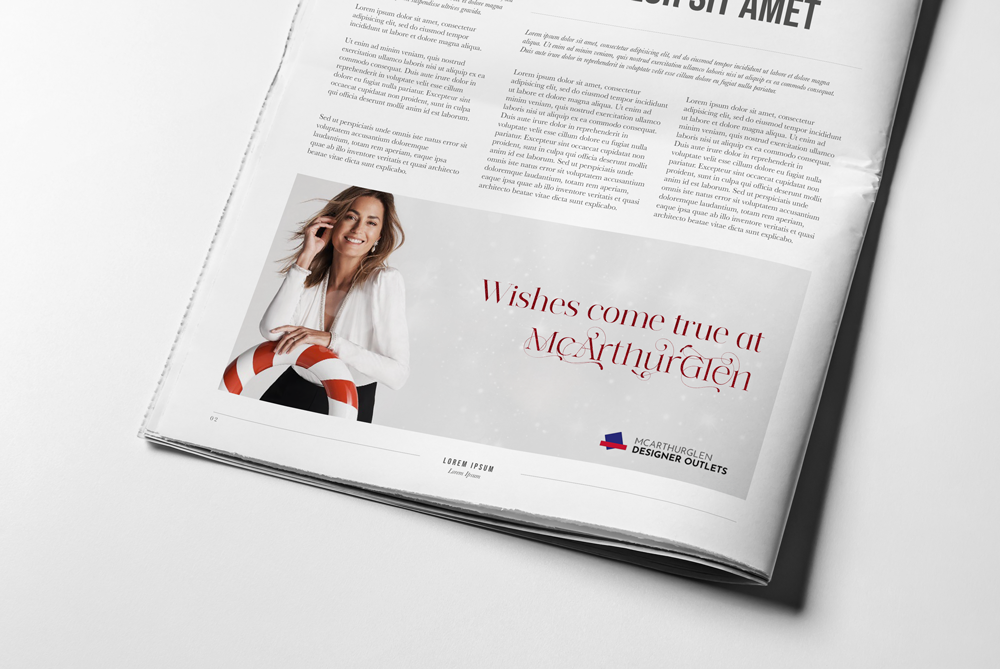 SIT AMET
Lorem ipsum dolor sit amet, consectetur
adipisicing elit, sed do eiusmod tempor
incididunt ut labore et dolore magna aliqua.
Ut enim ad minim veniam, quis nostrud
exercitation ullamco laboris nisi ut aliquip ex ea
commodo consequat. Duis aute irure dolor in
reprehenderit in voluptate velit esse cillum
dolore eu fugiat nulla pariatur. Excepteur sint
occaecat cupidatat non proident, sunt in culpa
qui officia deserunt mollit anim id est laborum.
Sed ut perspiciatis unde omnis iste natus error sit
voluptatem accusantium doloremque
laudantium, totam rem aperiam, eaque ipsa
quae ab illo inventore veritatis et quasi architecto
beatae vitae dicta sunt explicabo.
Lorem ipsum dolor sit amet, consectetur adipisicing elit, sed do eiusmod tempor incididunt ut labore et dolore magna
aliqua. Ut enim ad minim veniam, quis nostrud exercitation ullamco laboris nisi ut aliquip ex ea commodo consequat.
Duis aute irure dolor in reprehenderit in voluptate velit esse cillum dolore eu fugiat nulla pariatur.
Lorem ipsum dolor sit amet, consectetur
adipisicing elit, sed do eiusmod tempor incididunt
ut labore et dolore magna aliqua. Ut enim ad
minim veniam, quis nostrud exercitation ullamco
laboris nisi ut aliquip ex ea commodo consequat.
Duis aute irure dolor in reprehenderit in
voluptate velit esse cillum dolore eu fugiat nulla
pariatur. Excepteur sint occaecat cupidatat non
proident, sunt in culpa qui officia deserunt mollit
anim id est laborum. Sed ut perspiciatis unde
omnis iste natus error sit voluptatem accusantium
doloremque laudantium, totam rem aperiam,
eaque ipsa quae ab illo inventore veritatis et quasi
architecto beatae vitae dicta sunt explicabo.
Lorem ipsum dolor sit amet, consectetur
adipisicing elit, sed do eiusmod tempor incididunt
ut labore et dolore magna aliqua. Ut enim ad
minim veniam, quis nostrud exercitation ullamco
laboris nisi ut aliquip ex ea commodo consequat.
Duis aute irure dolor in reprehenderit in
voluptate velit esse cillum dolore eu fugiat nulla
pariatur. Excepteur sint occaecat cupidatat non
proident, sunt in culpa qui officia deserunt mollit
anim id est laborum. Sed ut perspiciatis unde
omnis iste natus error sit voluptatem accusantium
doloremque laudantium, totam rem aperiam,
eaque ipsa quae ab illo inventore veritatis et quasi
architecto beatae vitae dicta sunt explicabo.
Wishes come true at
McArthurGlen
MCARTHURGLEN
DESIGNER OUTLETS
02
LOREM IPSUM
Lorem Ipsum